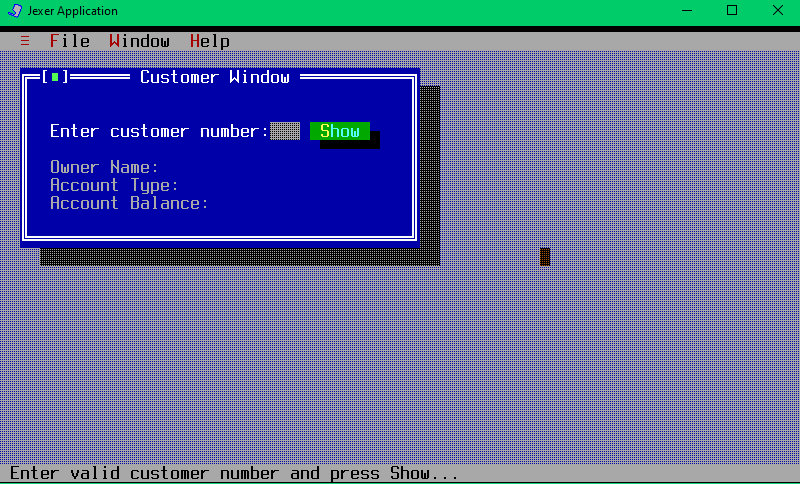 Jexer Application
≡ File Window Help
[■] Customer Window
Enter customer number: Show
Owner Name:
Account Type:
Account Balance:
Enter valid customer number and press Show...